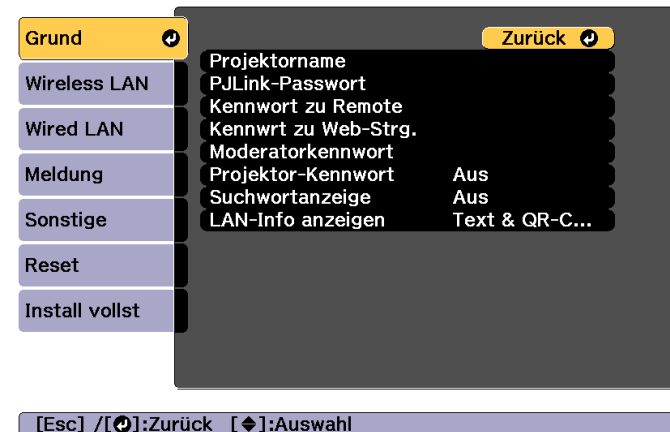 Grund
Wireless LAN
Wired LAN
Meldung
Sonstige
Reset
Install vollst
Zurück
Projektorname
PJLink-Passwort
Kennwort zu Remote
Kennwrt zu Web-Strg.
Moderatorkennwort
Projektor-Kennwort Aus
Suchwortanzeige Aus
LAN-Info anzeigen Text & QR-C...
[Esc] /[⏎]:Zurück [◆]:Auswahl